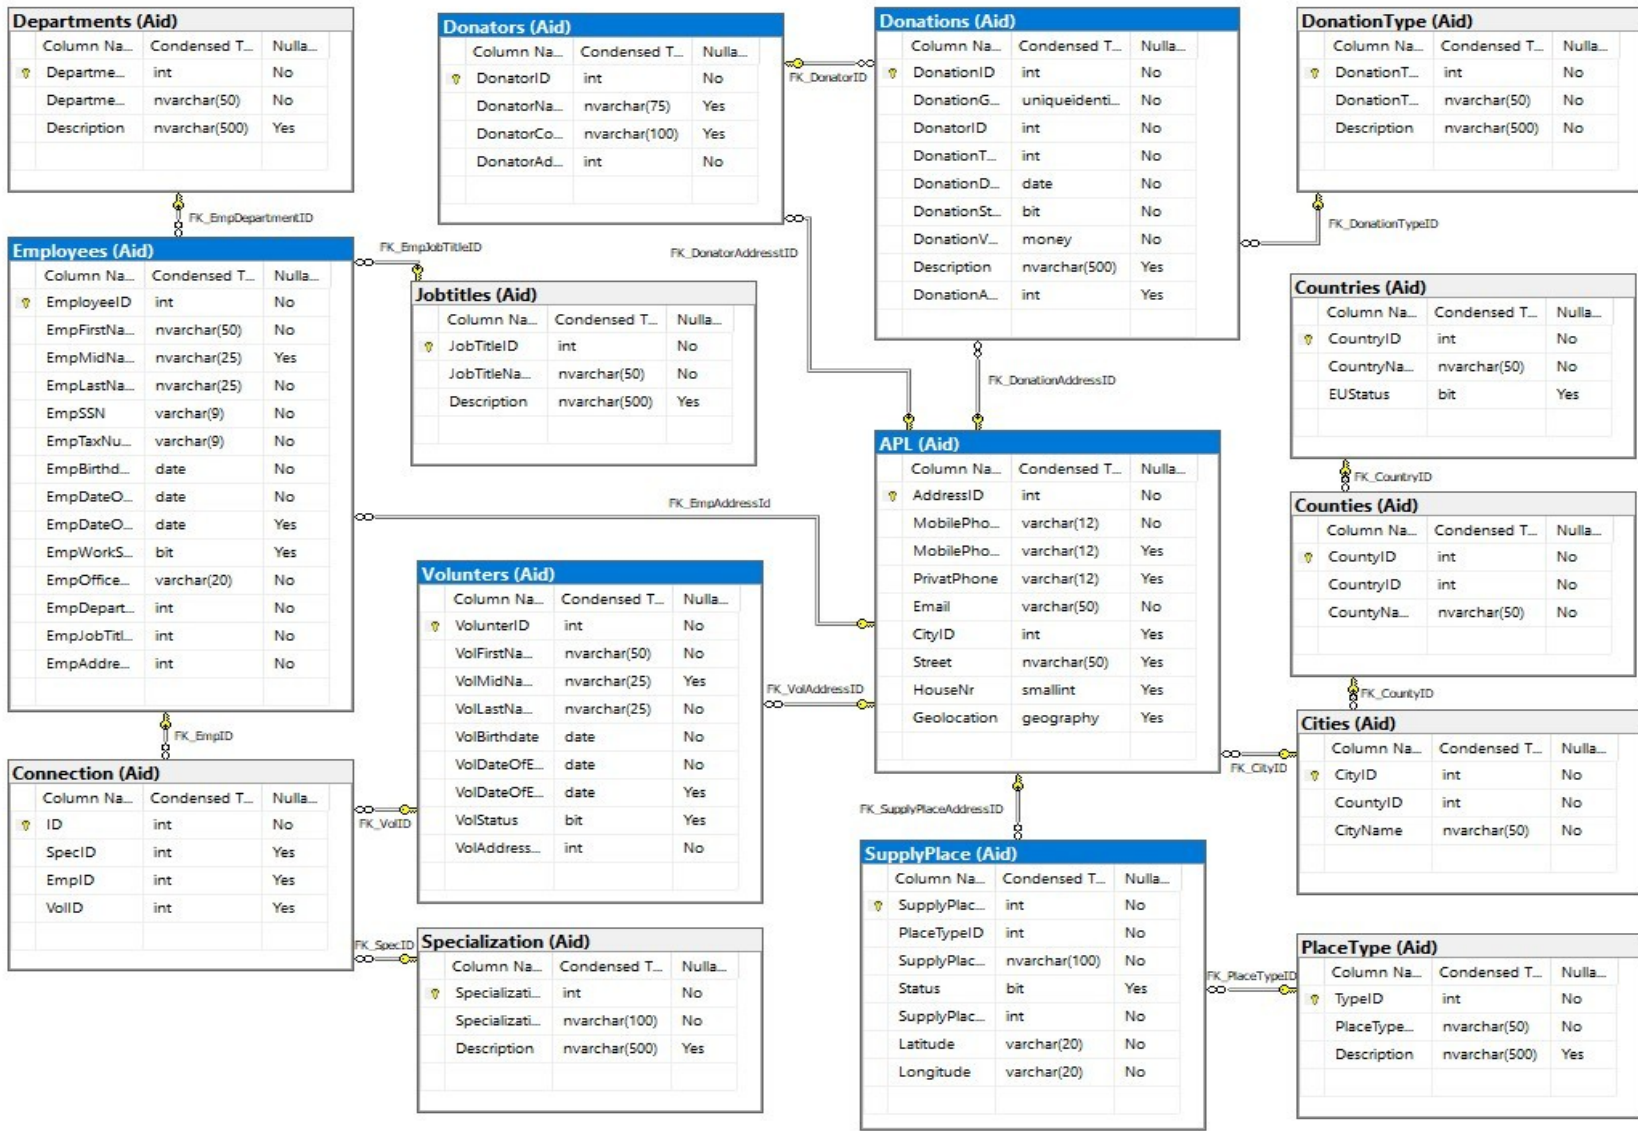 Departments (Aid)
Column Na... Condensed T... Nulla...
Departme... int No
Departme... nvarchar(50) No
Description nvarchar(500) Yes
Donators (Aid)
Column Na... Condensed T... Nulla...
DonatorID int No
DonatorNa... nvarchar(75) Yes
DonatorCo... nvarchar(100) Yes
DonatorAd... int No
FK_DonatorID
Donations (Aid)
Column Na... Condensed T... Nulla...
DonationID int No
DonationG... uniqueidenti... No
DonatorID int No
DonationT... int No
DonationD... date No
DonationSt... bit No
DonationV... money No
Description nvarchar(500) Yes
DonationA... int Yes
DonationType (Aid)
Column Na... Condensed T... Nulla...
DonationT... int No
DonationT... nvarchar(50) No
Description nvarchar(500) No
FK_EmpDepartmentID
FK_EmpJobTitleID
FK_DonatorAddresstID
FK_DonationTypeID
Employees (Aid)
Column Na... Condensed T... Nulla...
EmployeeID int No
EmpFirstNa... nvarchar(50) No
EmpMidNa... nvarchar(25) Yes
EmpLastNa... nvarchar(25) No
EmpSSN varchar(9) No
EmpTaxNu... varchar(9) No
EmpBirthd... date No
EmpDateO... date No
EmpDateO... date Yes
EmpWorkS... bit Yes
EmpOffice... varchar(20) No
EmpDepart... int No
EmpJobTitl... int No
EmpAddre... int No
Jobtitles (Aid)
Column Na... Condensed T... Nulla...
JobTitleID int No
JobTitleNa... nvarchar(50) No
Description nvarchar(500) Yes
FK_DonationAddressID
Countries (Aid)
Column Na... Condensed T... Nulla...
CountryID int No
CountryNa... nvarchar(50) No
EUStatus bit Yes
FK_CountryID
FK_EmpAddressId
APL (Aid)
Column Na... Condensed T... Nulla...
AddressID int No
MobilePho... varchar(12) No
MobilePho... varchar(12) Yes
PrivatPhone varchar(12) Yes
Email varchar(50) No
CityID int Yes
Street nvarchar(50) Yes
HouseNr smallint Yes
Geolocation geography Yes
Counties (Aid)
Column Na... Condensed T... Nulla...
CountyID int No
CountryID int No
CountyNa... nvarchar(50) No
FK_CountyID
Volunters (Aid)
Column Na... Condensed T... Nulla...
VolunterID int No
VolFirstNa... nvarchar(50) No
VolMidNa... nvarchar(25) Yes
VolLastNa... nvarchar(25) No
VolBirthdate date No
VolDateOfE... date No
VolDateOfE... date Yes
VolStatus bit Yes
VolAddress... int No
FK_VolAddressID
FK_CityID
Cities (Aid)
Column Na... Condensed T... Nulla...
CityID int No
CountyID int No
CityName nvarchar(50) No
FK_EmpID
Connection (Aid)
Column Na... Condensed T... Nulla...
ID int No
SpecID int Yes
EmpID int Yes
VolID int Yes
FK_VolID
FK_SupplyPlaceAddressID
SupplyPlace (Aid)
Column Na... Condensed T... Nulla...
SupplyPlac... int No
PlaceTypeID int No
SupplyPlac... nvarchar(100) No
Status bit Yes
SupplyPlac... int No
Latitude varchar(20) No
Longitude varchar(20) No
FK_SpecID
Specialization (Aid)
Column Na... Condensed T... Nulla...
Specializati... int No
Specializati... nvarchar(100) No
Description nvarchar(500) Yes
FK_PlaceTypeID
PlaceType (Aid)
Column Na... Condensed T... Nulla...
TypeID int No
PlaceType... nvarchar(50) No
Description nvarchar(500) Yes